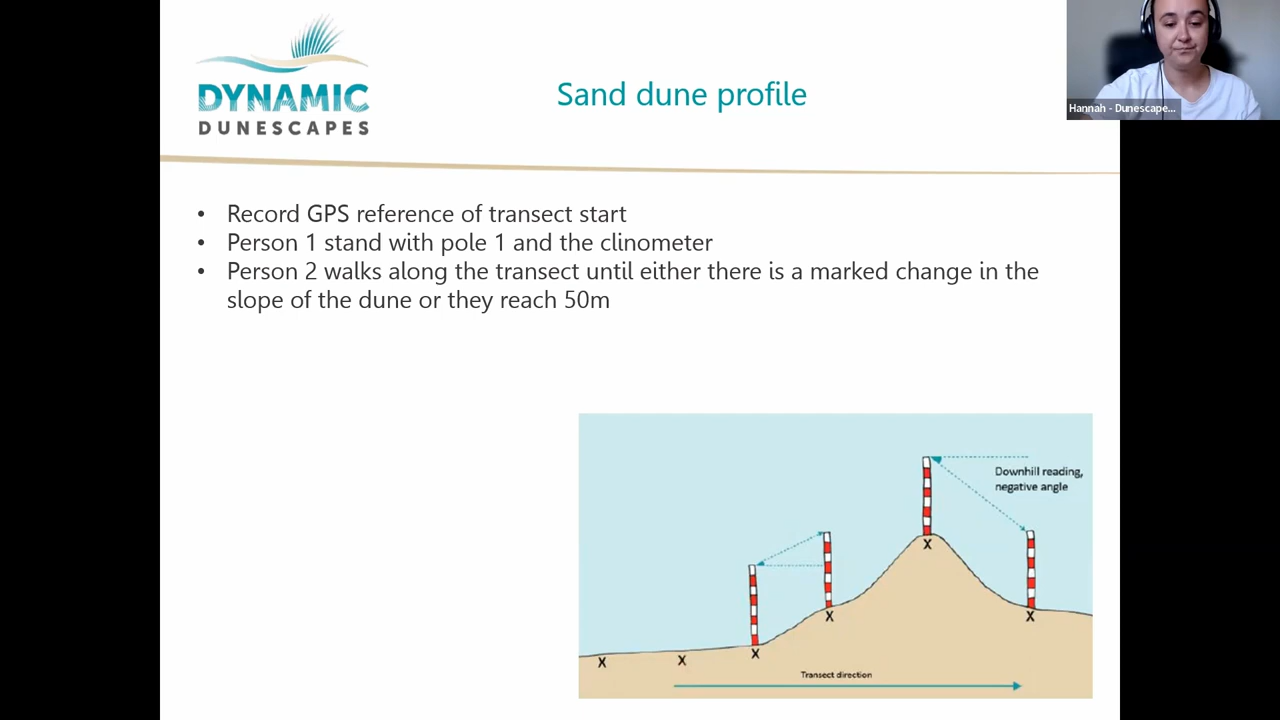 DYNAMIC
DUNESCAPES
Sand dune profile
Hannah - Dunescape...
• Record GPS reference of transect start
• Person 1 stand with pole 1 and the clinometer
• Person 2 walks along the transect until either there is a marked change in the
slope of the dune or they reach 50m
Downhill reading,
negative angle
X
X
X
X
X
X
Transect direction